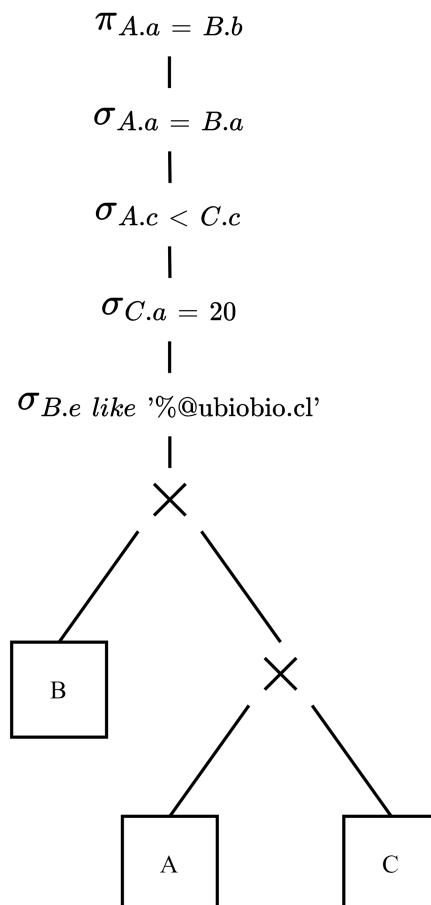 π A.a = B.b
σ A.a = B.a
σ A.c < C.c
σ C.a = 20
σ B.e like '%@ubiobio.cl'
×
B
×
A
C